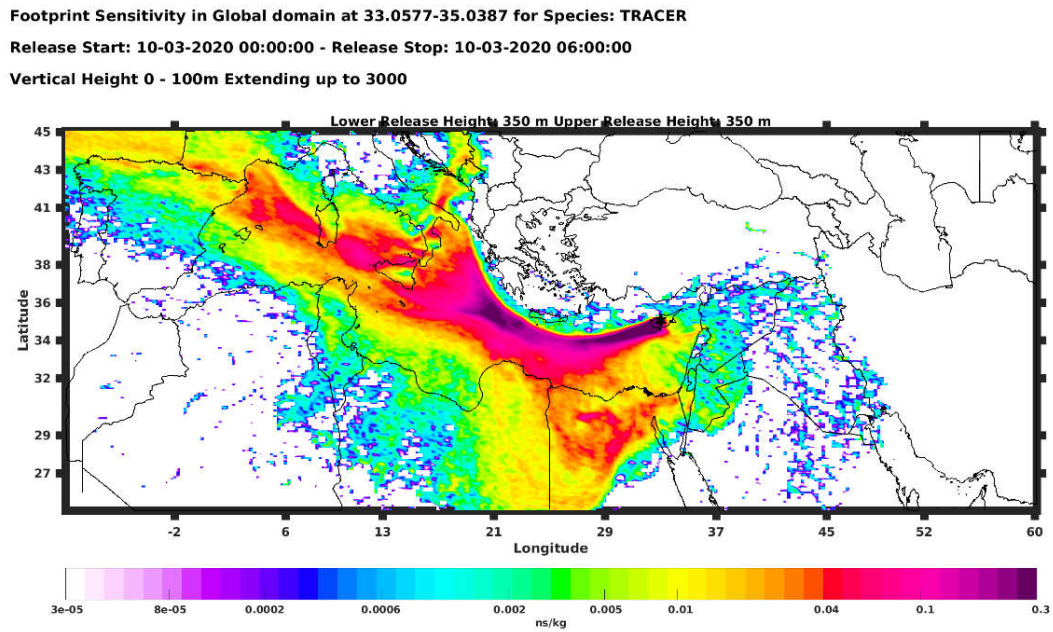 Footprint Sensitivity in Global domain at 33.0577-35.0387 for Species: TRACER
Release Start: 10-03-2020 00:00:00 - Release Stop: 10-03-2020 06:00:00
Vertical Height 0 - 100m Extending up to 3000
Lower Release Height: 350 m Upper Release Height: 350 m
45
43
41
38
36
34
32
29
27
Latitude
-2 6 13 21 29 37 45 52 60
Longitude
3e-05 8e-05 0.0002 0.0006 0.002 0.005 0.01 0.04 0.1 0.3
ns/kg